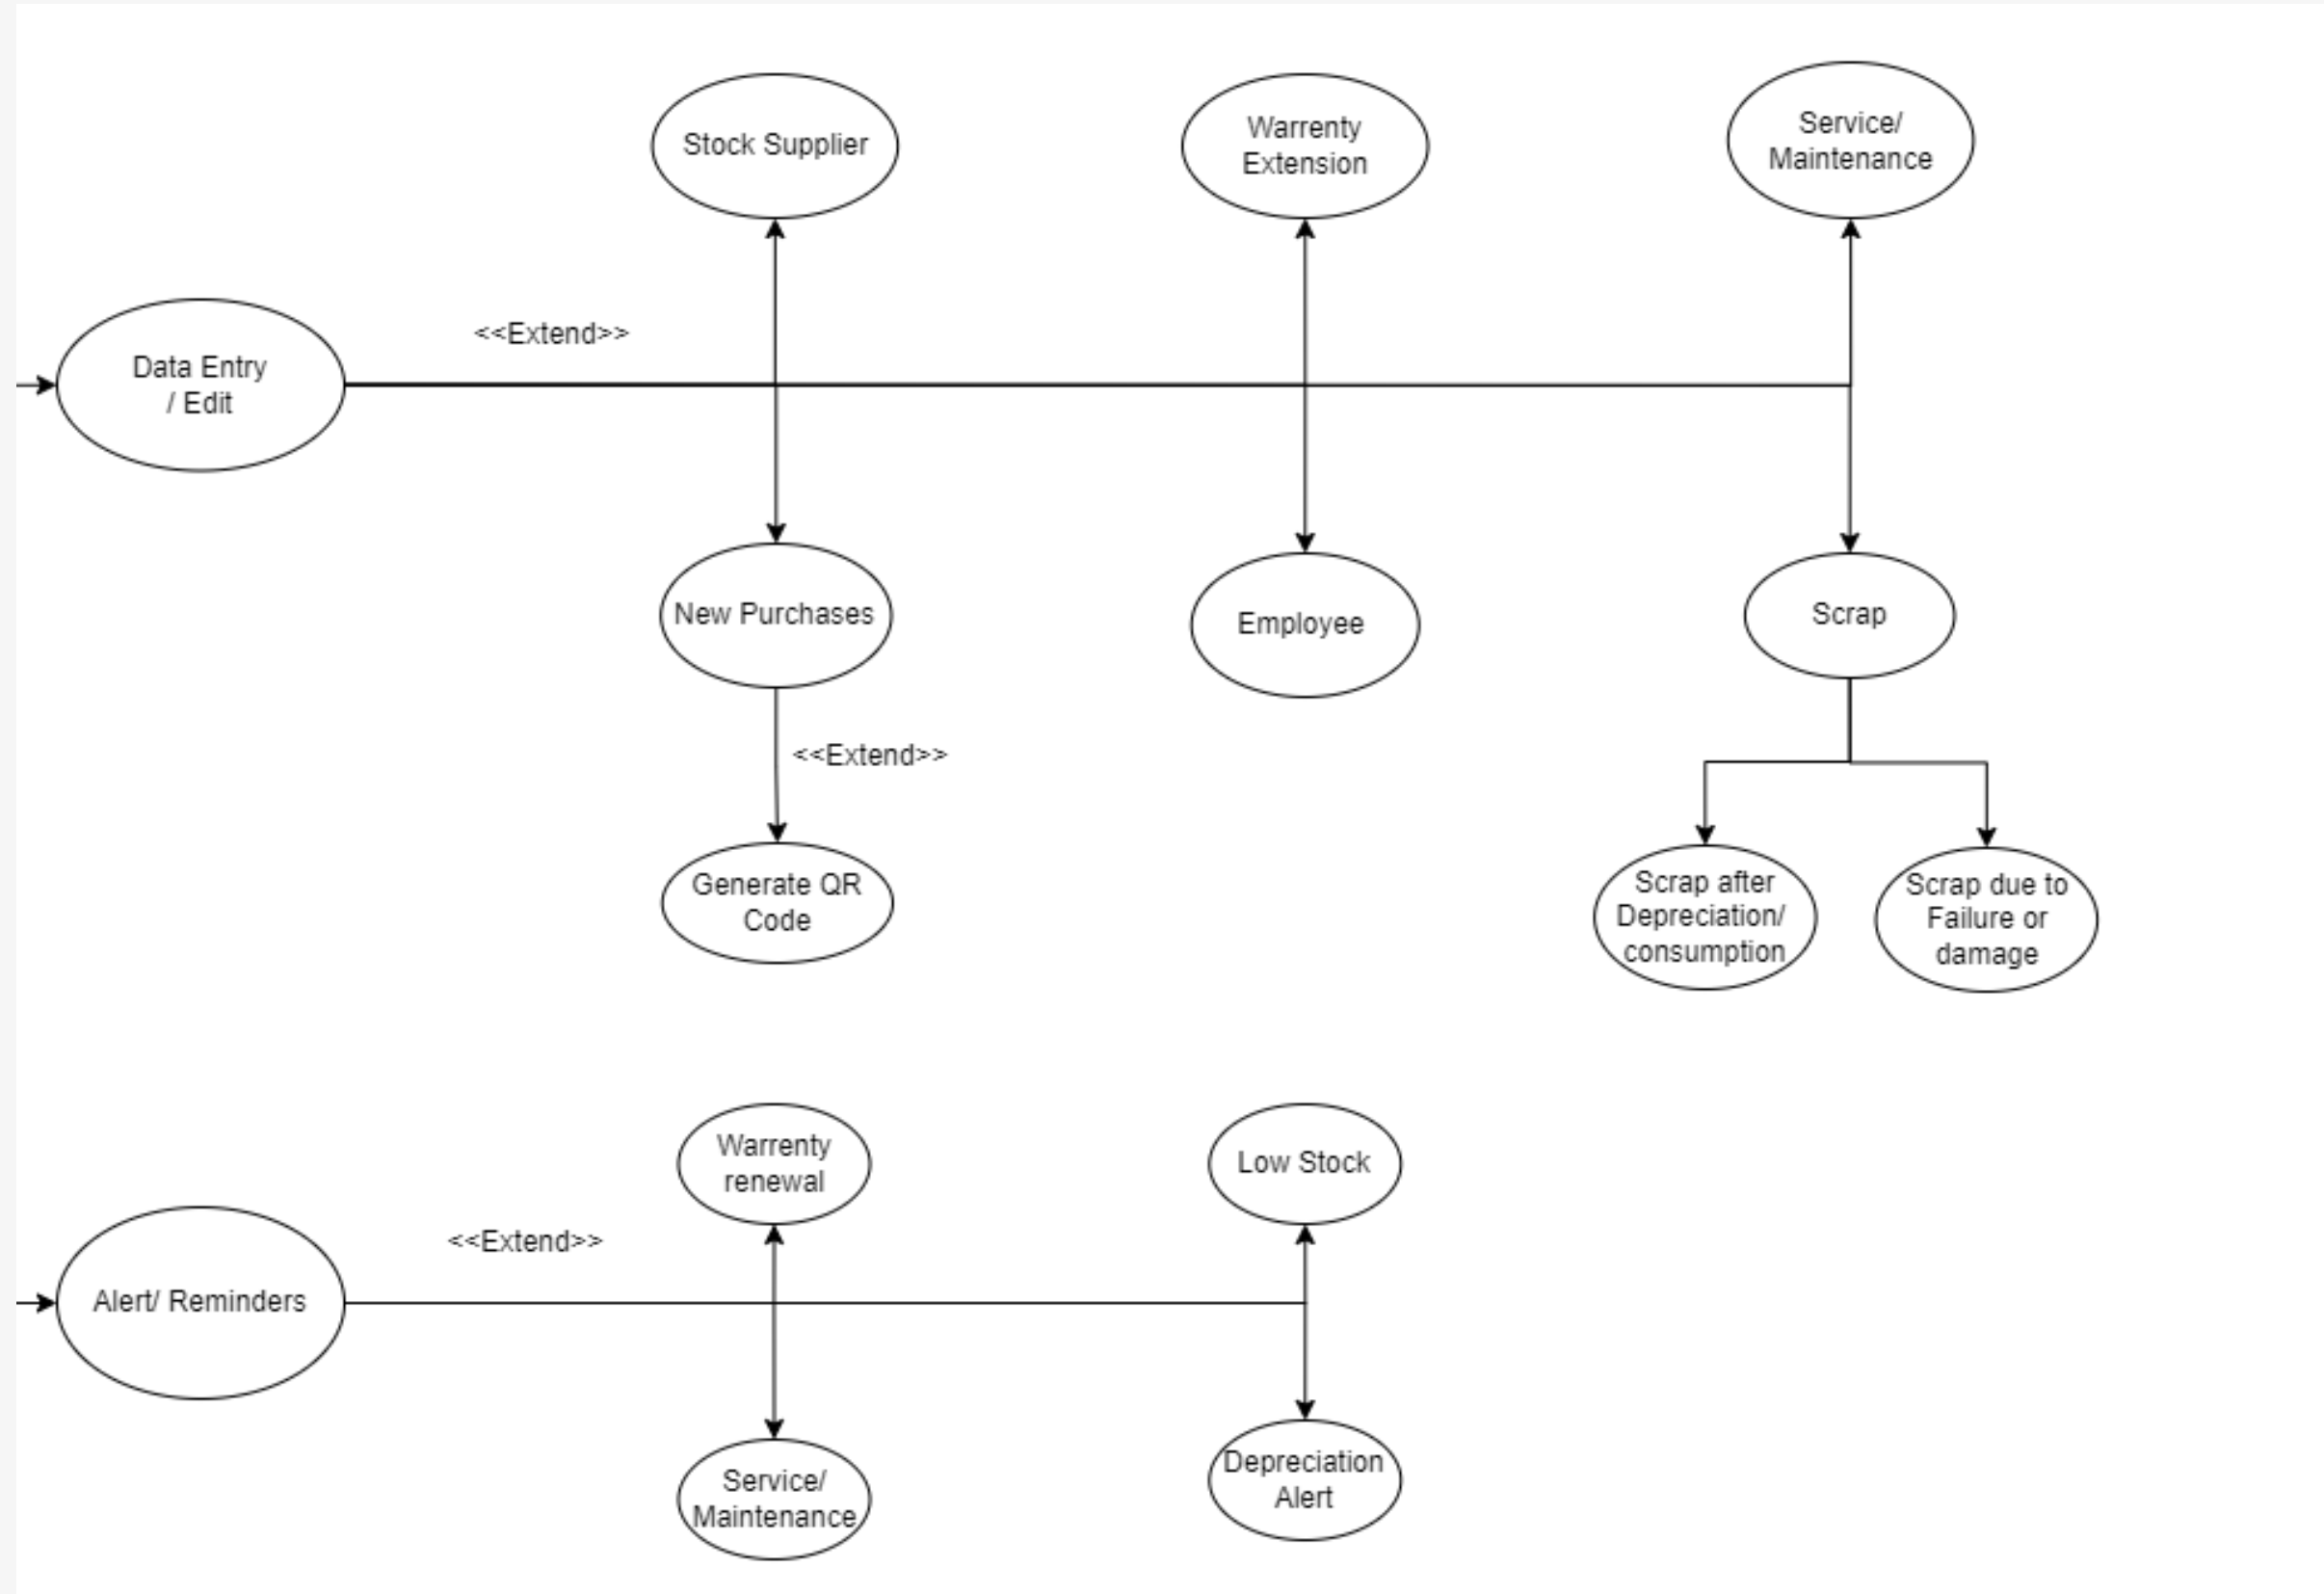 Stock Supplier
Warrenty
Extension
Service/
Maintenance
<<Extend>>
Data Entry
/ Edit
New Purchases
Employee
Scrap
<<Extend>>
Generate QR
Code
Scrap after
Depreciation/
consumption
Scrap due to
Failure or
damage
Warrenty
renewal
Low Stock
<<Extend>>
Alert/ Reminders
Service/
Maintenance
Depreciation
Alert